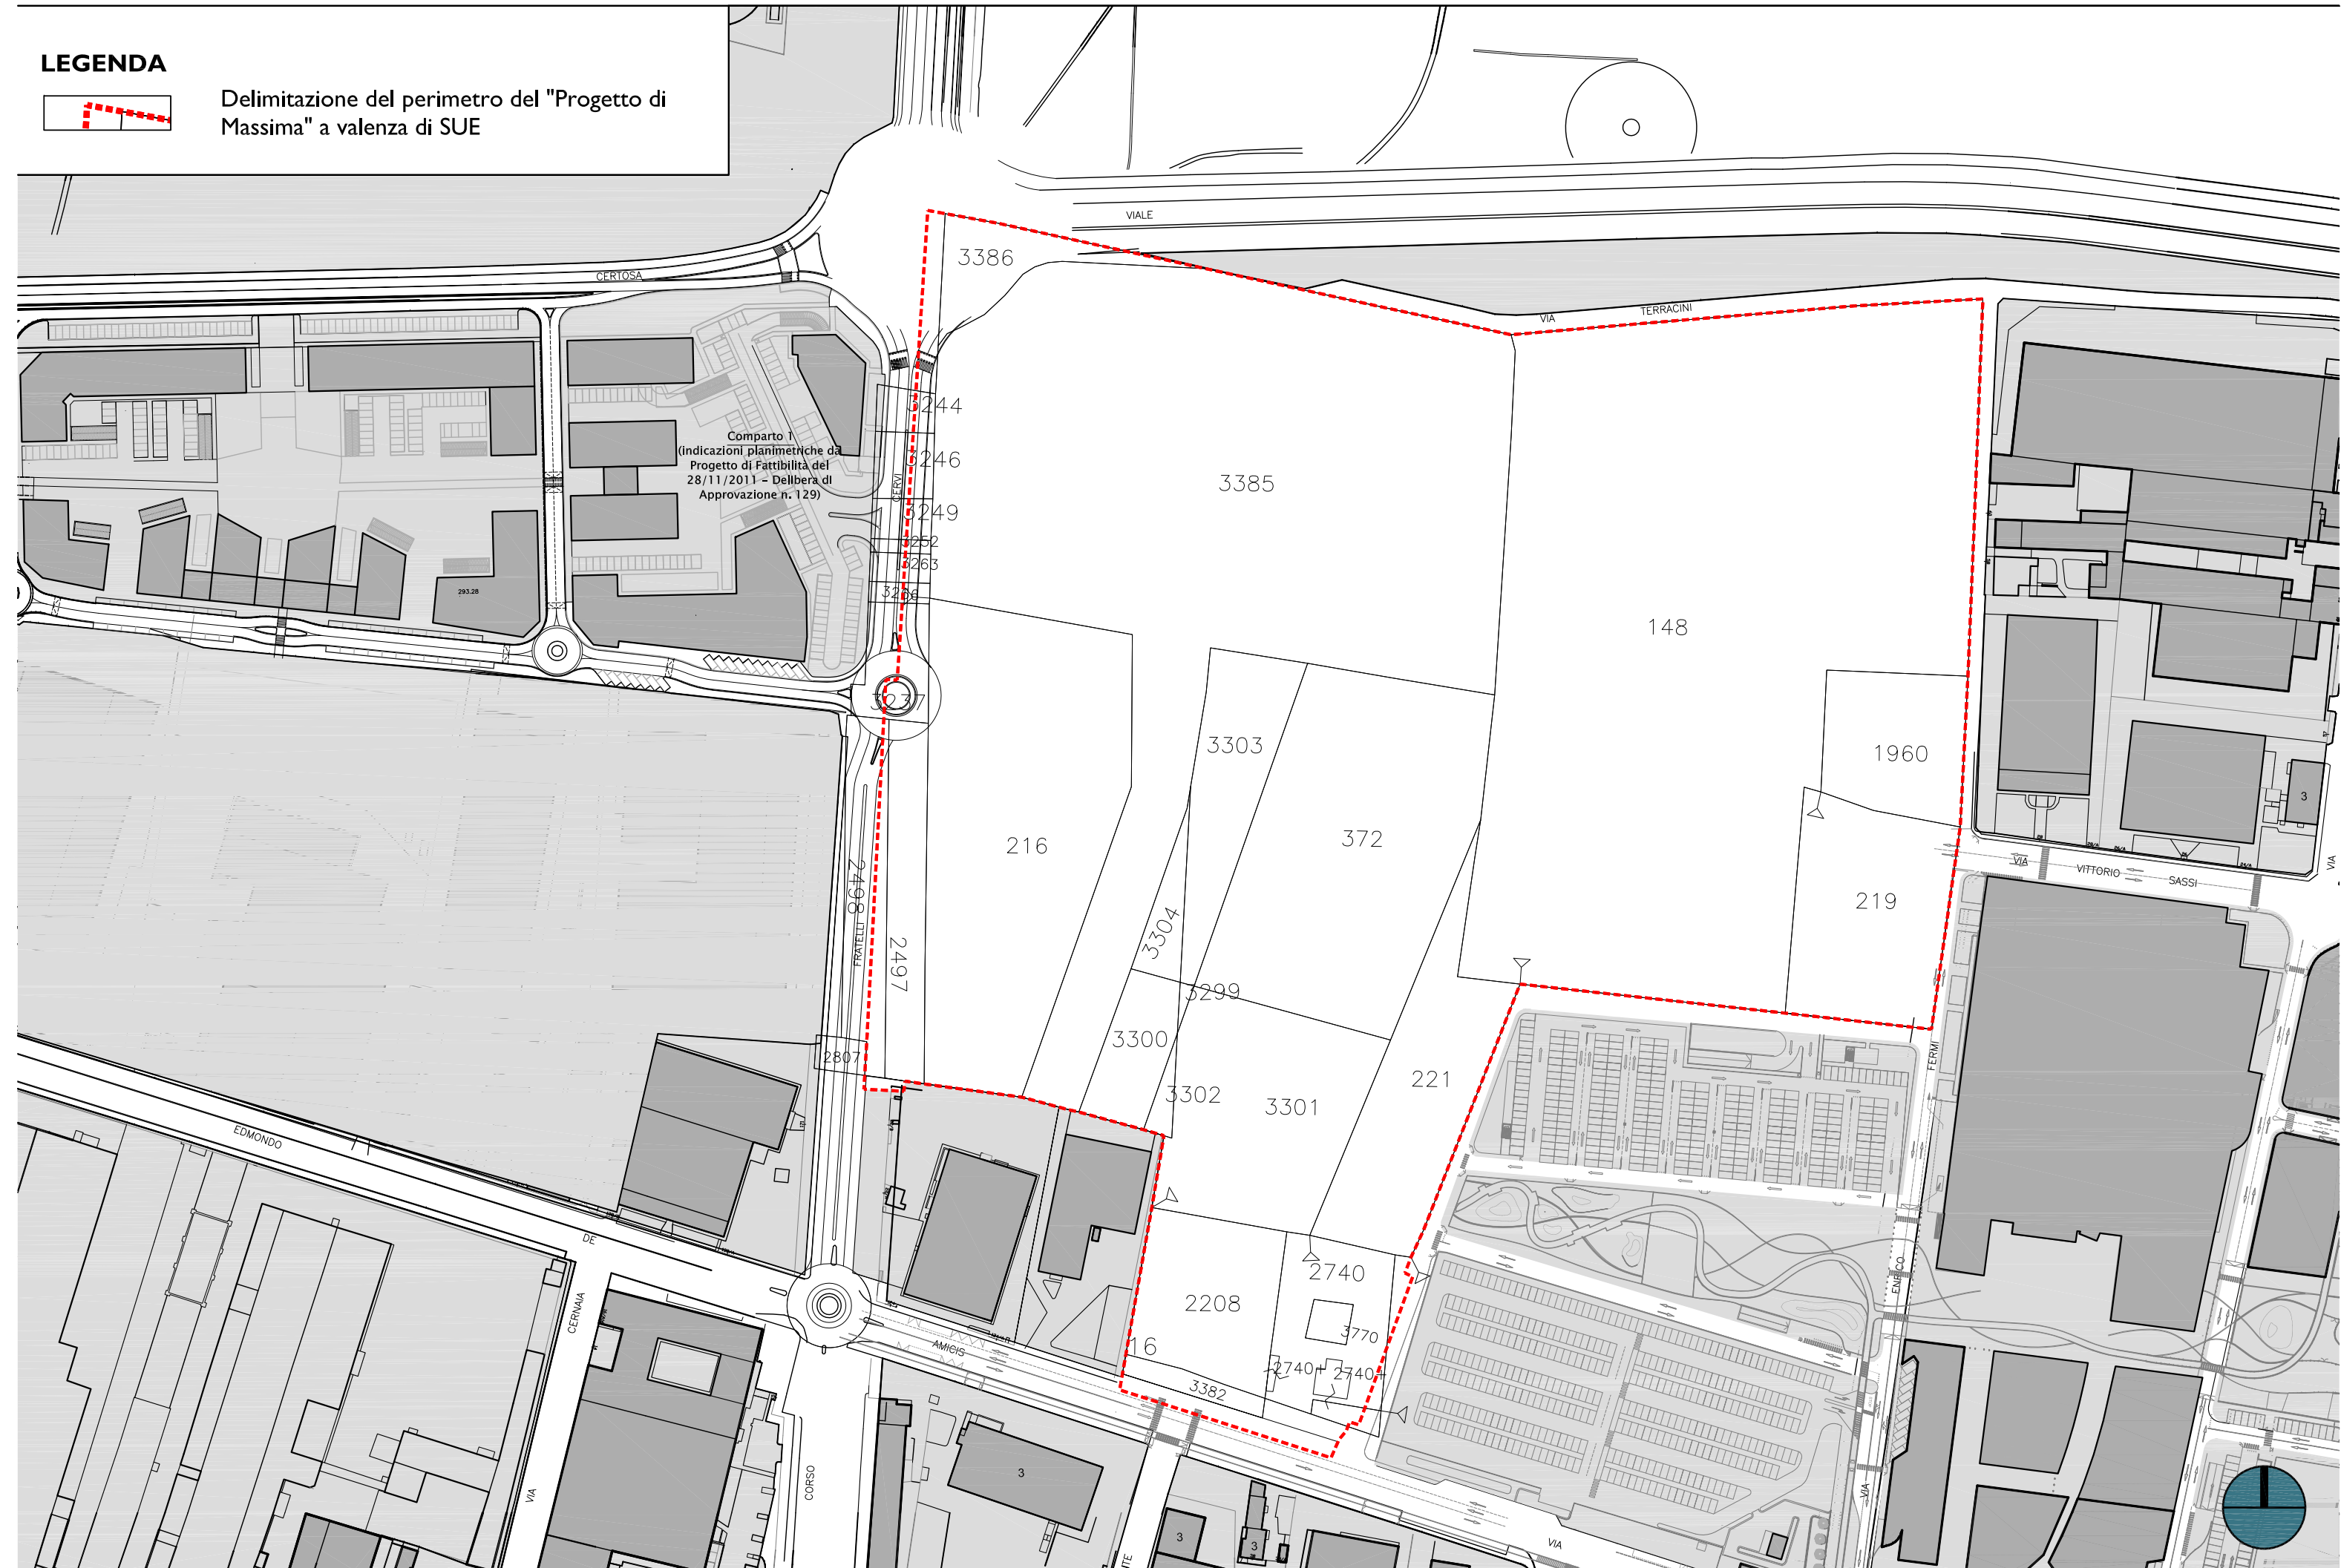 LEGENDA
Delimitazione del perimetro del "Progetto di
Massima" a valenza di SUE
VIALE
CERTOSA
3386
VIA
TERRACINI
3244
Comparto 1
(indicazioni planimetriche da
Progetto di Fattibilità del
28/11/2011 - Delibera di
Approvazione n. 129)
3246
CERVI
3385
3249
3252
3263
293.28
3266
148
3237
3303
1960
3
216
372
VIA
VITTORIO
SASSI
VIA
2498
219
FRATELLI
3304
2497
3299
3300
2807
FERMI
221
3302
3301
EDMONDO
DE
2740
ENRICO
2208
CERNAIA
3770
16
AMICIS
2740+
2740+
3382
3
CORSO
VIA
VIA
3
3
VIA